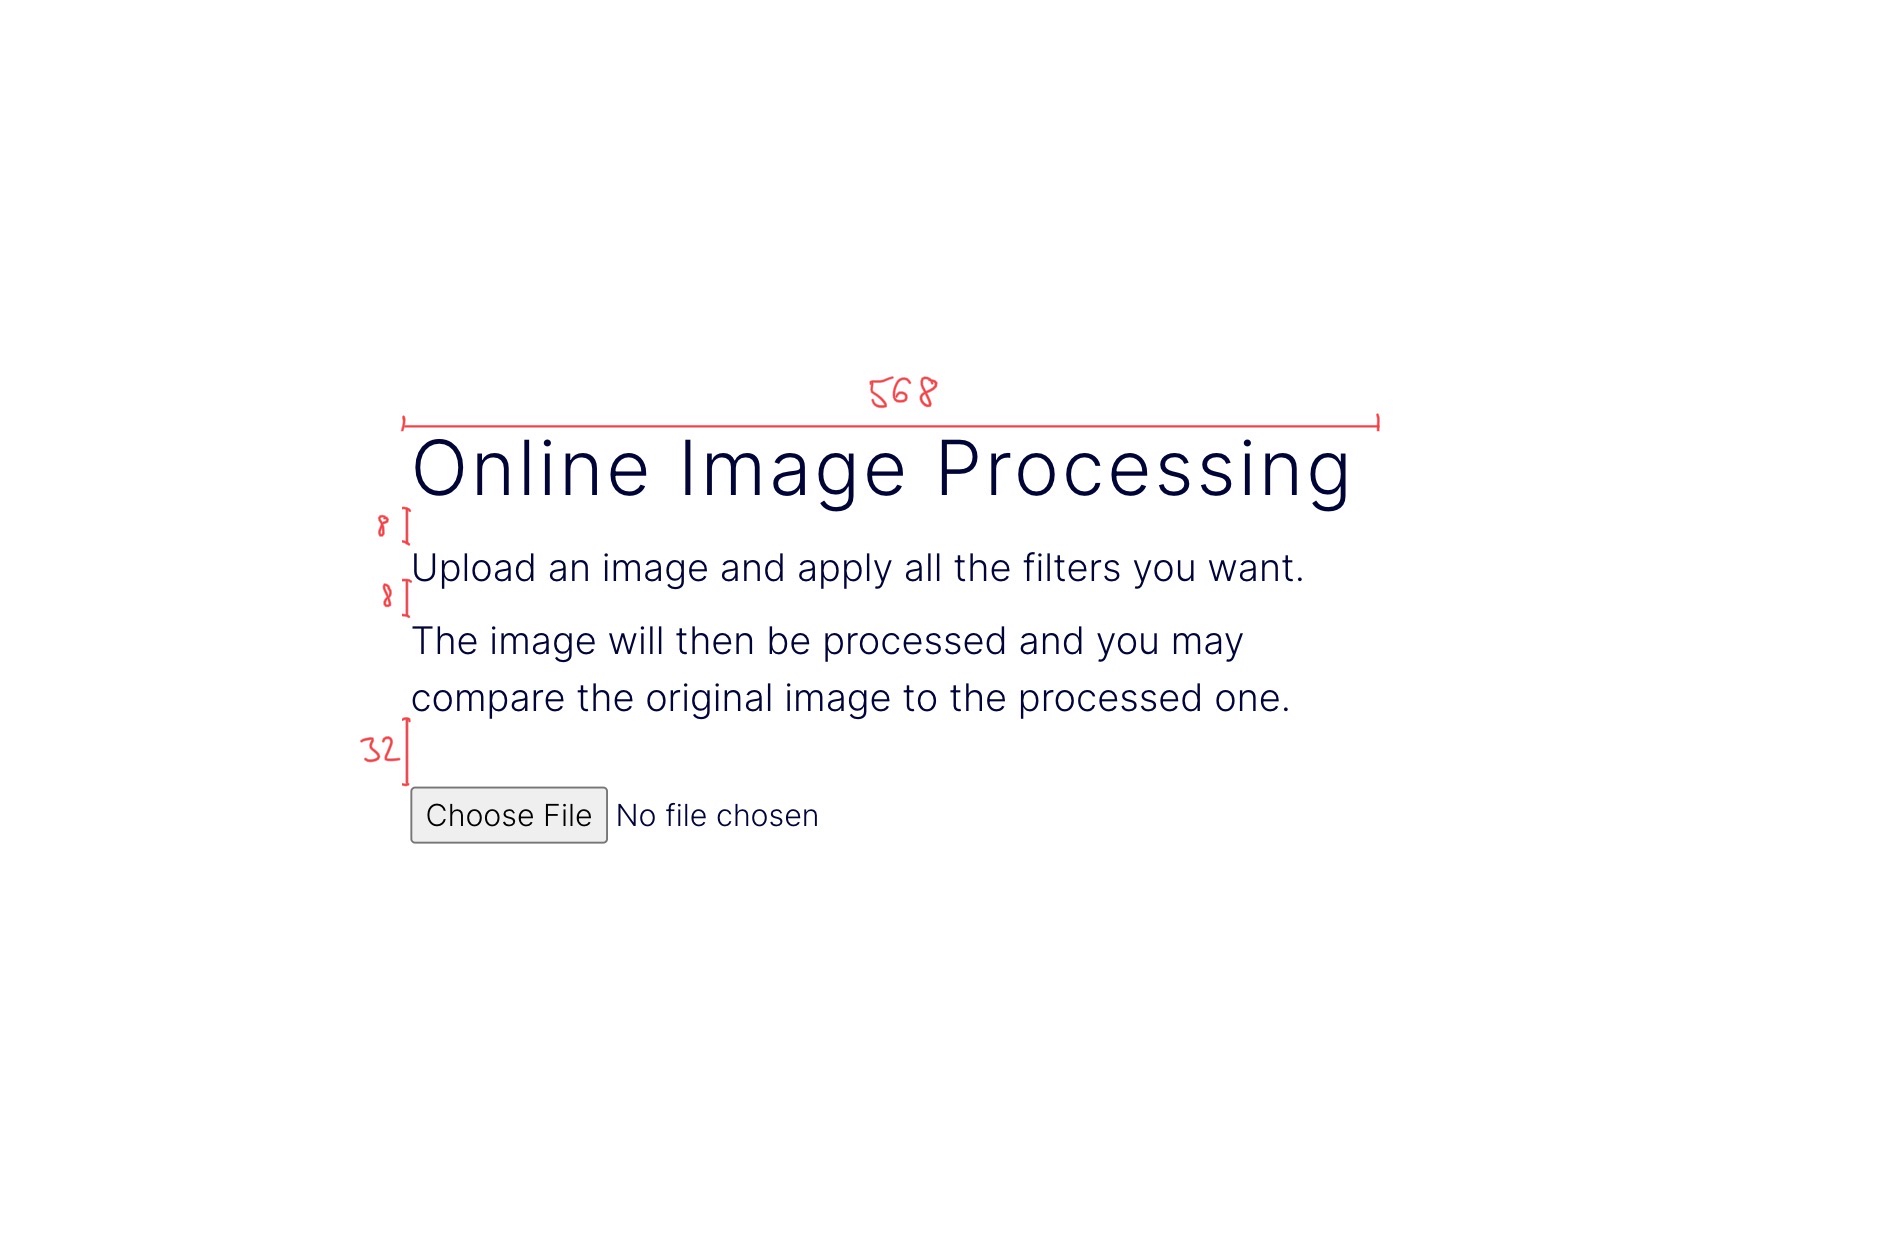 568
Online Image Processing
8
Upload an image and apply all the filters you want.
8
The image will then be processed and you may
compare the original image to the processed one.
32
Choose File No file chosen